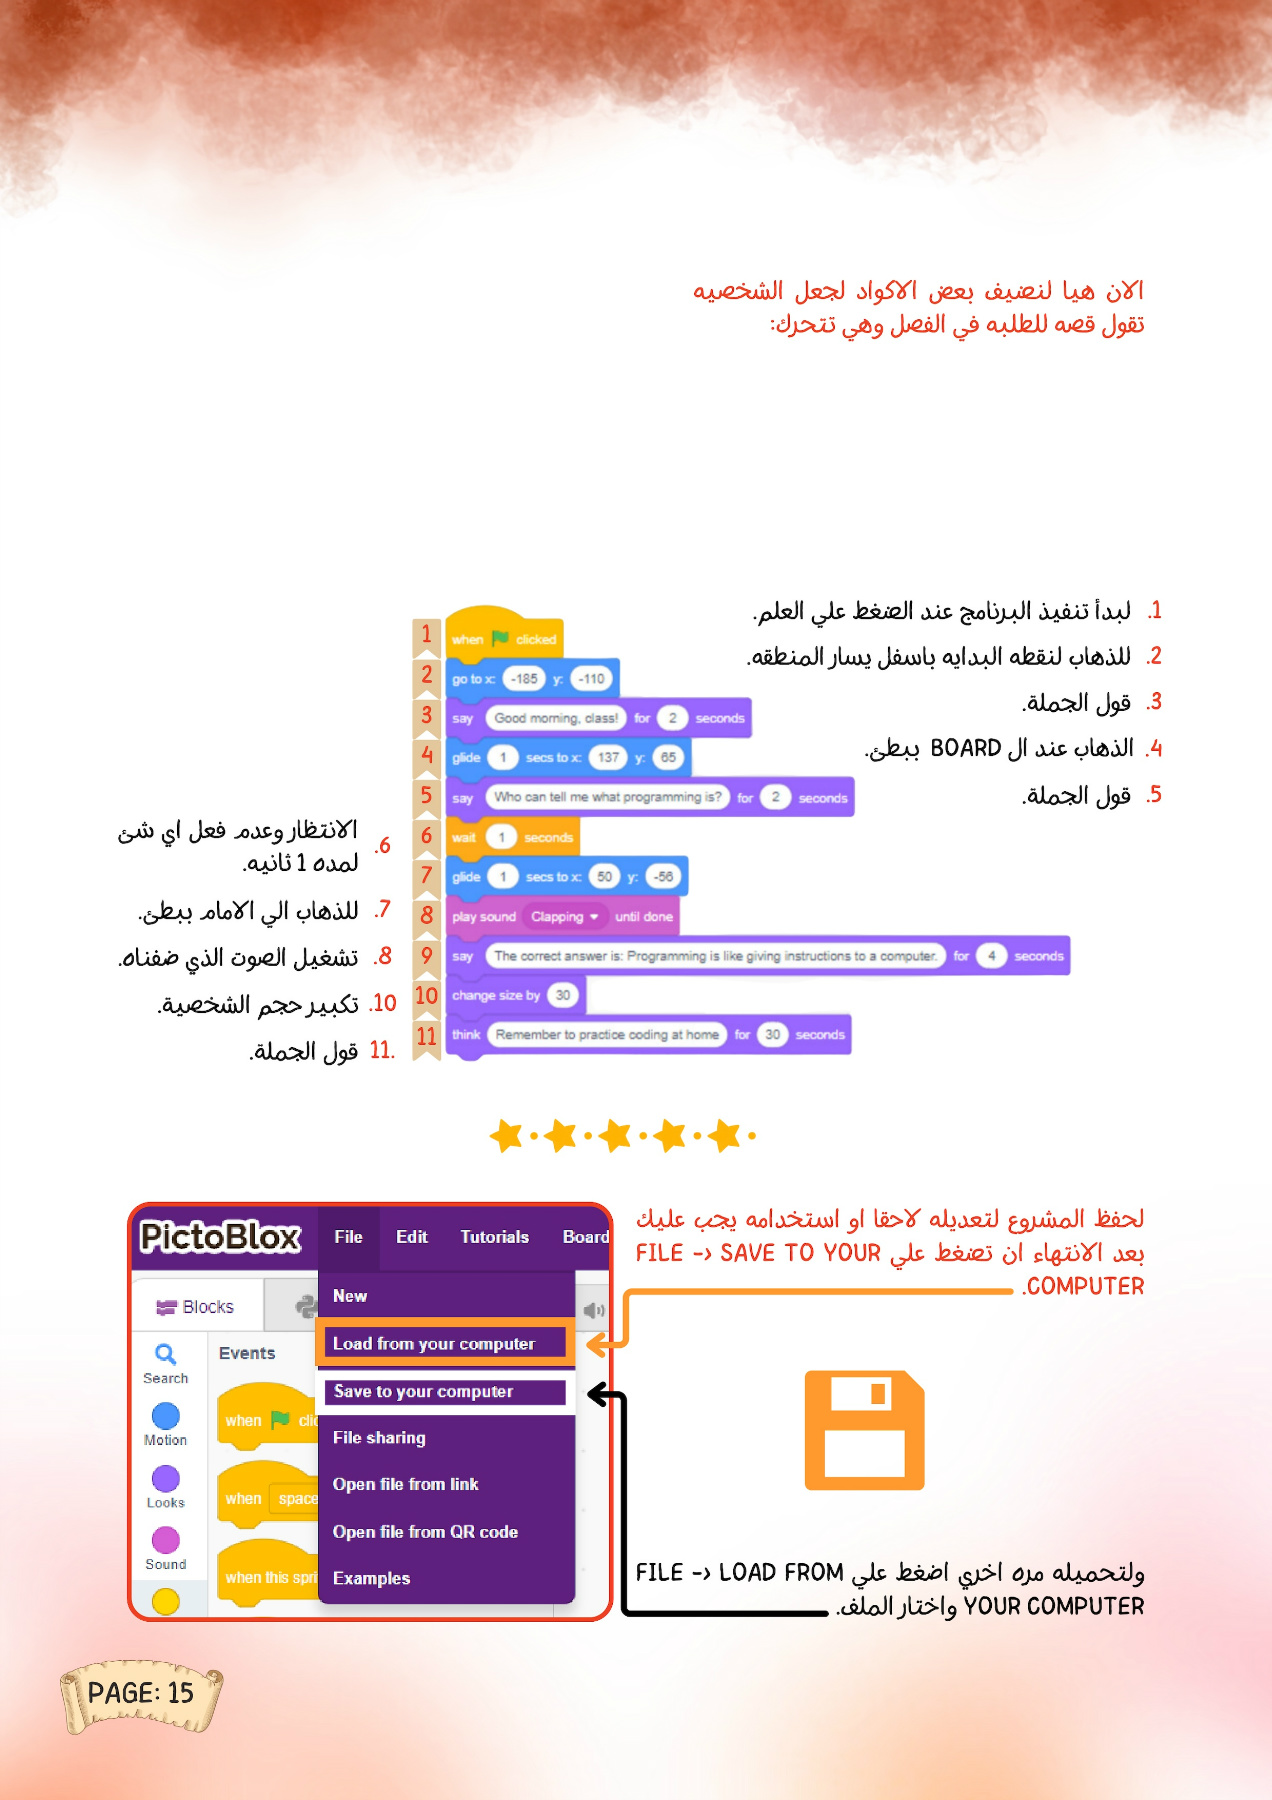 الان هيا لنضيف بعض الاكواد لجعل الشخصيه
تقول قصه للطلبه في الفصل وهي تتحرك:
1. لبدأ تنفيذ البرنامج عند الضغط علي العلم.
2. للذهاب لنقطه البدايه باسفل يسار المنطقه.
3. قول الجملة.
4. الذهاب عند ال BOARD ببطئ.
5. قول الجملة.
6. الانتظار وعدم فعل اي شئ
لمده 1 ثانيه.
7. للذهاب الي الامام ببطئ.
8. تشغيل الصوت الذي ضفناه.
10. تكبير حجم الشخصية.
11. قول الجملة.
1 when clicked
2 go to x: -185 y: -110
3 say Good morning, class! for 2 seconds
4 glide 1 secs to x: 137 y: 65
5 say Who can tell me what programming is? for 2 seconds
6 wait 1 seconds
7 glide 1 secs to x: 50 y: -56
8 play sound Clapping until done
9 say The correct answer is: Programming is like giving instructions to a computer. for 4 seconds
10 change size by 30
11 think Remember to practice coding at home for 30 seconds
لحفظ المشروع لتعديله لاحقا او استخدامه يجب عليك
بعد الانتهاء ان تضغط علي FILE -> SAVE TO YOUR
COMPUTER.
PictoBlox File Edit Tutorials Board
New
Blocks
Load from your computer
Events
Search
Save to your computer
when clic
Motion
File sharing
Open file from link
when space
Looks
Open file from QR code
Sound
when this spri
Examples
ولتحميله مره اخري اضغط علي FILE -> LOAD FROM
YOUR COMPUTER واختار الملف.
PAGE: 15